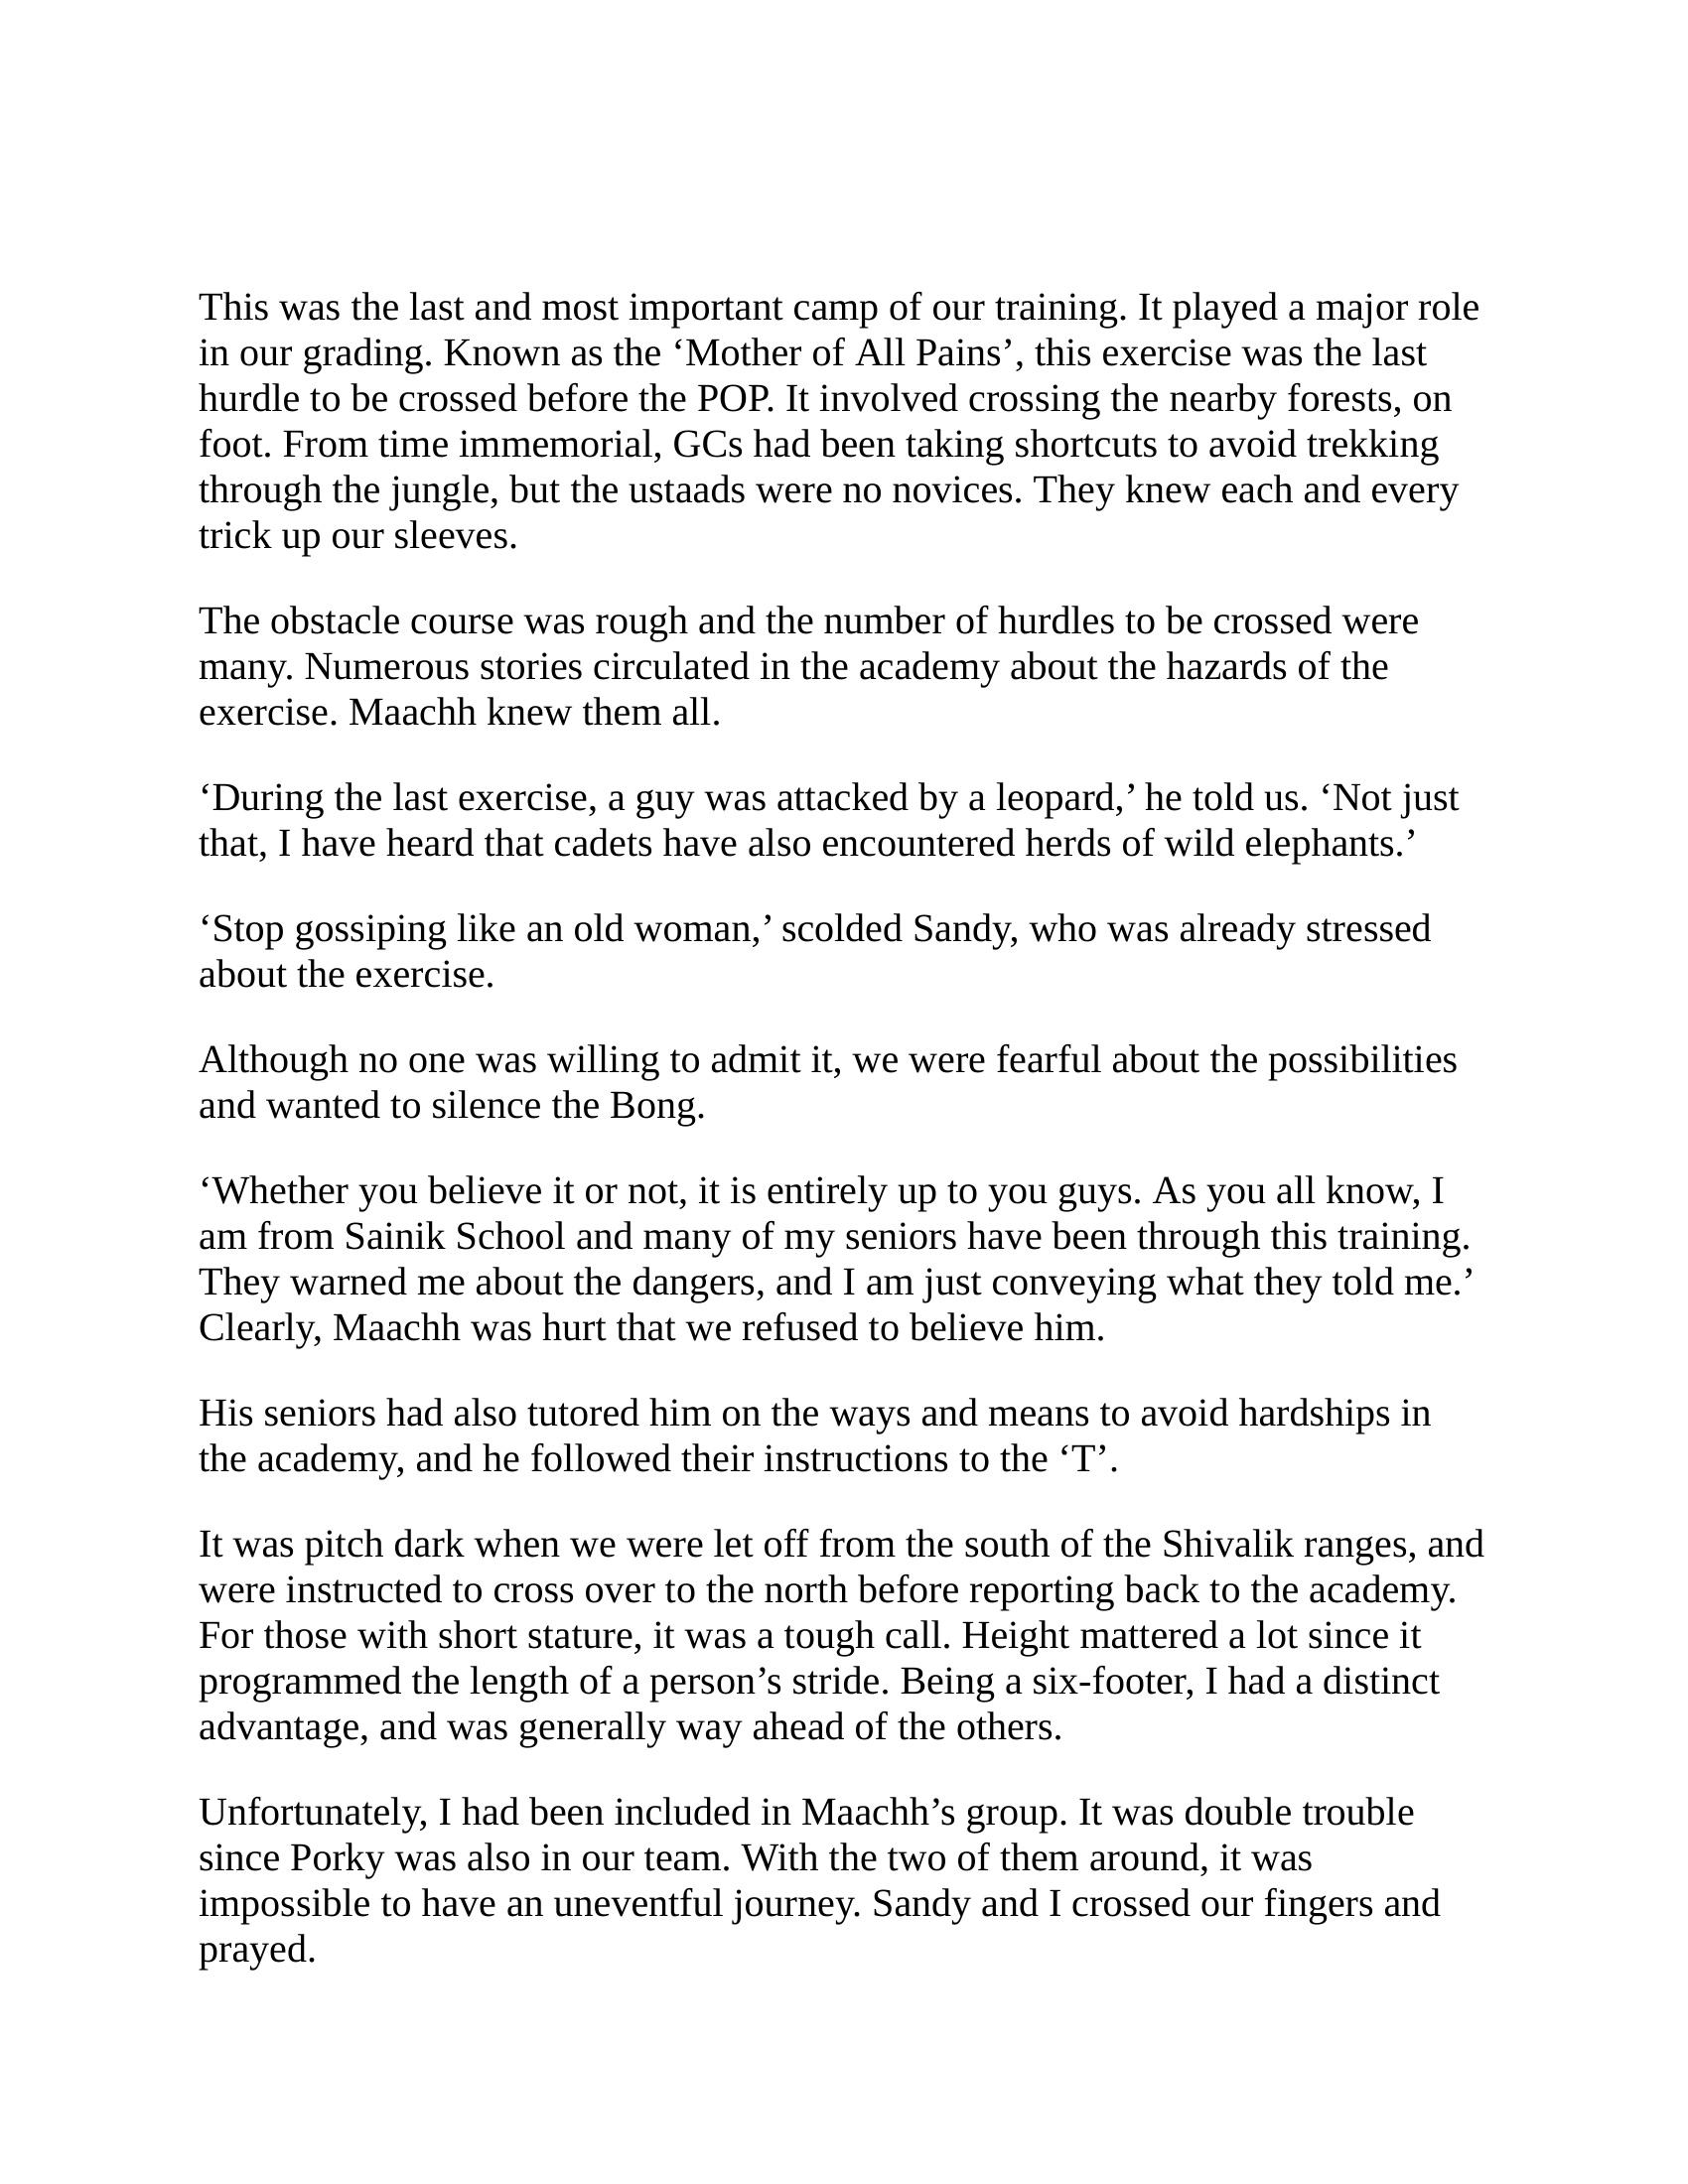 This was the last and most important camp of our training. It played a major role
in our grading. Known as the ‘Mother of All Pains’, this exercise was the last
hurdle to be crossed before the POP. It involved crossing the nearby forests, on
foot. From time immemorial, GCs had been taking shortcuts to avoid trekking
through the jungle, but the ustaads were no novices. They knew each and every
trick up our sleeves.
The obstacle course was rough and the number of hurdles to be crossed were
many. Numerous stories circulated in the academy about the hazards of the
exercise. Maachh knew them all.
‘During the last exercise, a guy was attacked by a leopard,’ he told us. ‘Not just
that, I have heard that cadets have also encountered herds of wild elephants.’
‘Stop gossiping like an old woman,’ scolded Sandy, who was already stressed
about the exercise.
Although no one was willing to admit it, we were fearful about the possibilities
and wanted to silence the Bong.
‘Whether you believe it or not, it is entirely up to you guys. As you all know, I
am from Sainik School and many of my seniors have been through this training.
They warned me about the dangers, and I am just conveying what they told me.’
Clearly, Maachh was hurt that we refused to believe him.
His seniors had also tutored him on the ways and means to avoid hardships in
the academy, and he followed their instructions to the ‘T’.
It was pitch dark when we were let off from the south of the Shivalik ranges, and
were instructed to cross over to the north before reporting back to the academy.
For those with short stature, it was a tough call. Height mattered a lot since it
programmed the length of a person’s stride. Being a six-footer, I had a distinct
advantage, and was generally way ahead of the others.
Unfortunately, I had been included in Maachh’s group. It was double trouble
since Porky was also in our team. With the two of them around, it was
impossible to have an uneventful journey. Sandy and I crossed our fingers and
prayed.